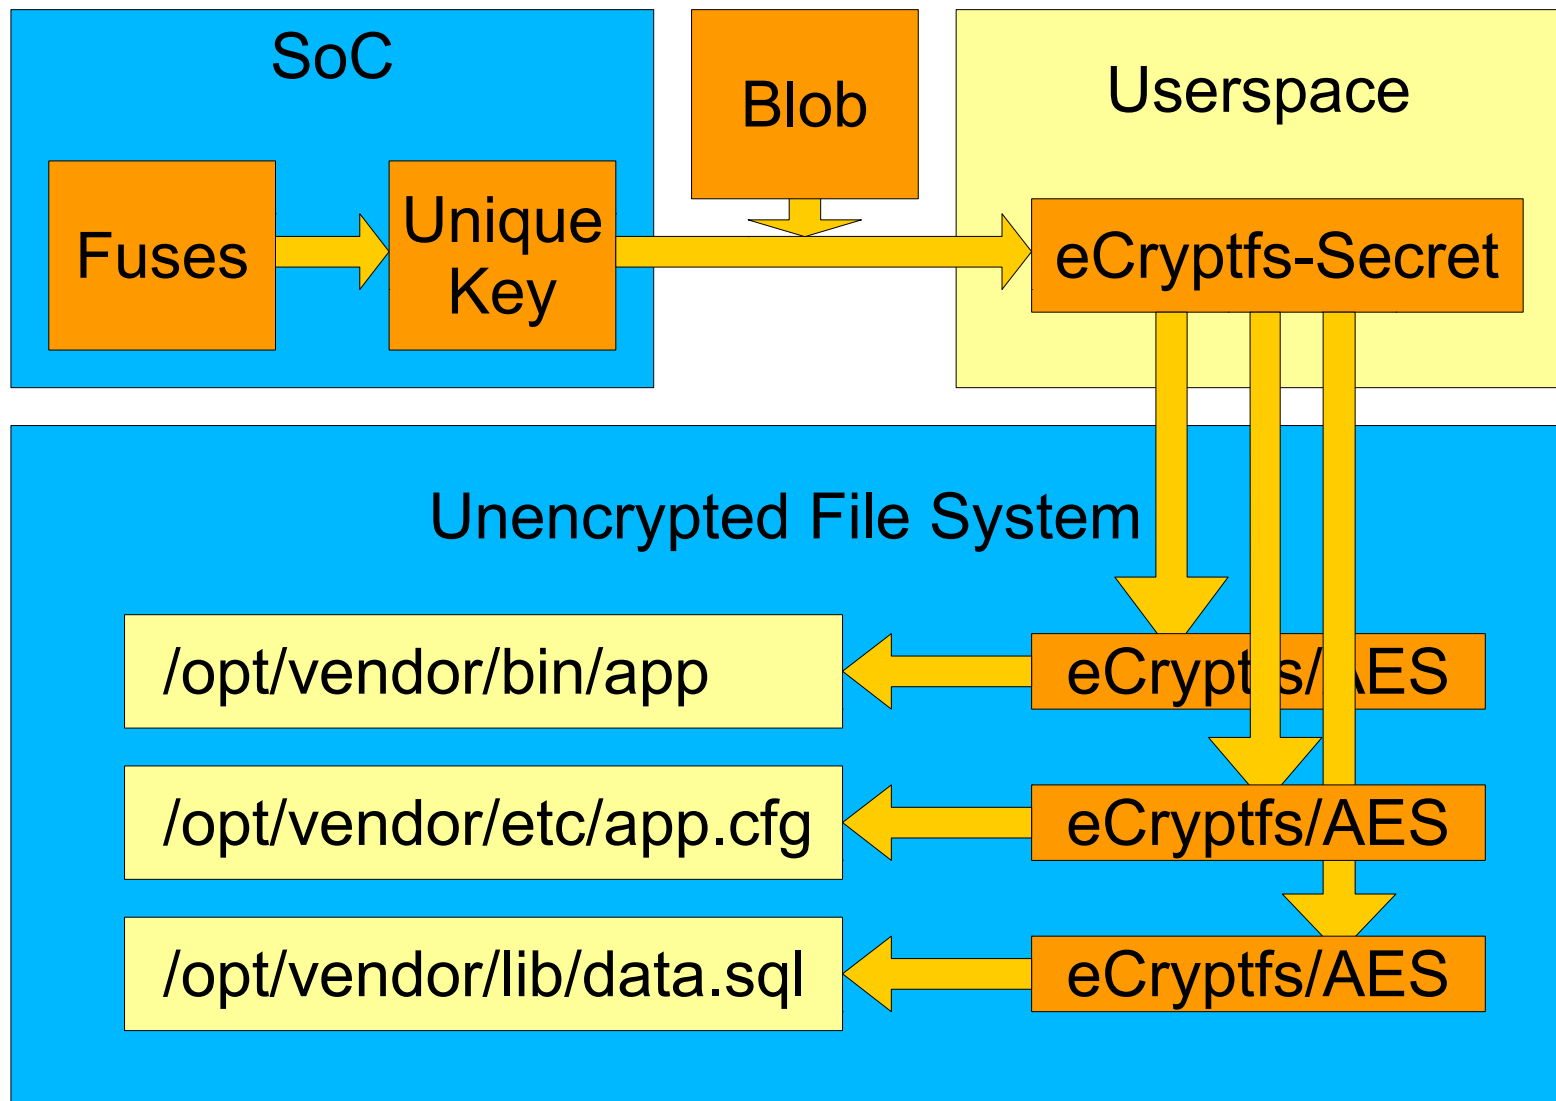 SoC
Blob
Userspace
Fuses
Unique
Key
eCryptfs-Secret
Unencrypted File System
/opt/vendor/bin/app
eCryptfs/AES
/opt/vendor/etc/app.cfg
eCryptfs/AES
/opt/vendor/lib/data.sql
eCryptfs/AES